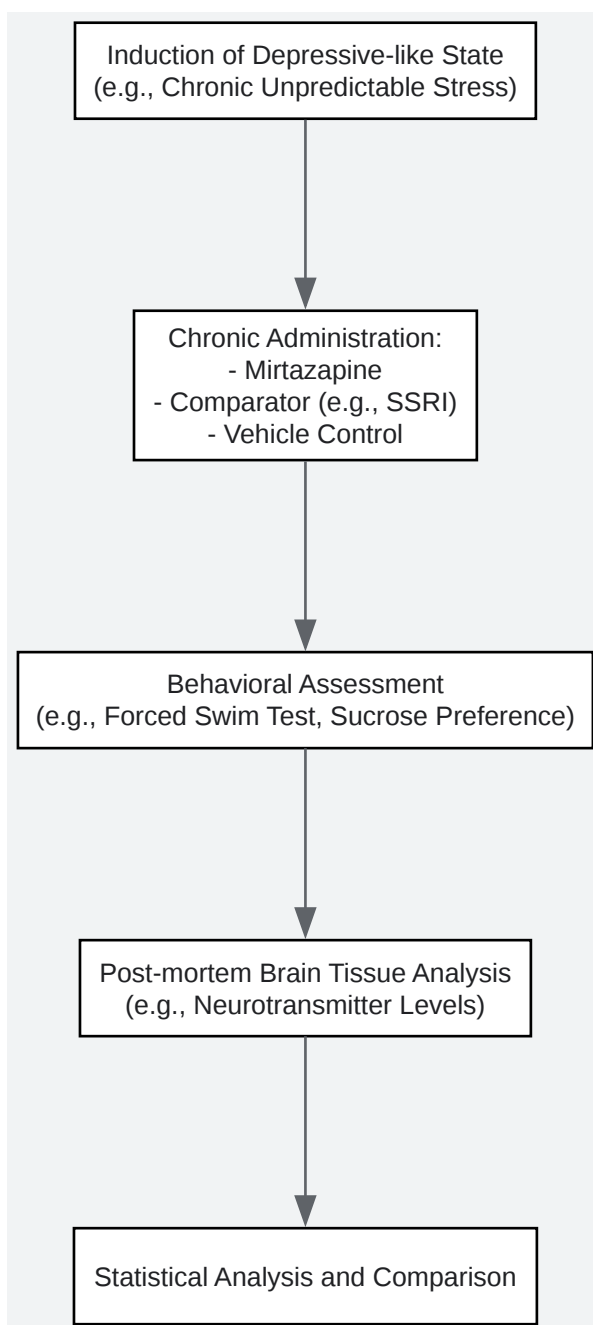 Induction of Depressive-like State
(e.g., Chronic Unpredictable Stress)
Chronic Administration:
- Mirtazapine
- Comparator (e.g., SSRI)
- Vehicle Control
Behavioral Assessment
(e.g., Forced Swim Test, Sucrose Preference)
Post-mortem Brain Tissue Analysis
(e.g., Neurotransmitter Levels)
Statistical Analysis and Comparison